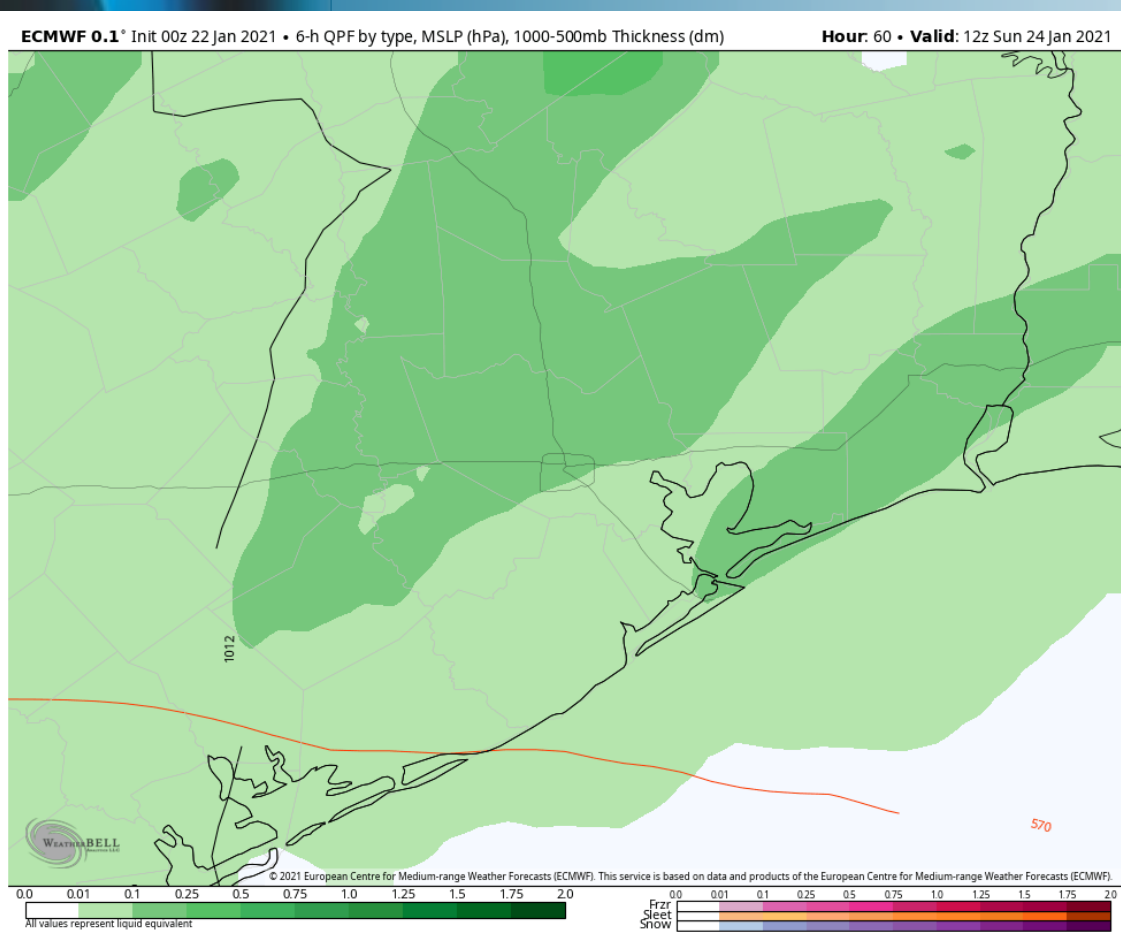 ECMWF 0.1° Init 00z 22 Jan 2021 • 6-h QPF by type, MSLP (hPa), 1000-500mb Thickness (dm) Hour: 60 • Valid: 12z Sun 24 Jan 2021
1012
570
WEATHERBELL
Analytics LLC
© 2021 European Centre for Medium-range Weather Forecasts (ECMWF). This service is based on data and products of the European Centre for Medium-range Weather Forecasts (ECMWF).
0.0 0.01 0.1 0.25 0.5 0.75 1.0 1.25 1.5 1.75 2.0
All values represent liquid equivalent
0.0 0.01 0.1 0.25 0.5 0.75 1.0 1.25 1.5 1.75 2.0
Frzr
Sleet
Snow